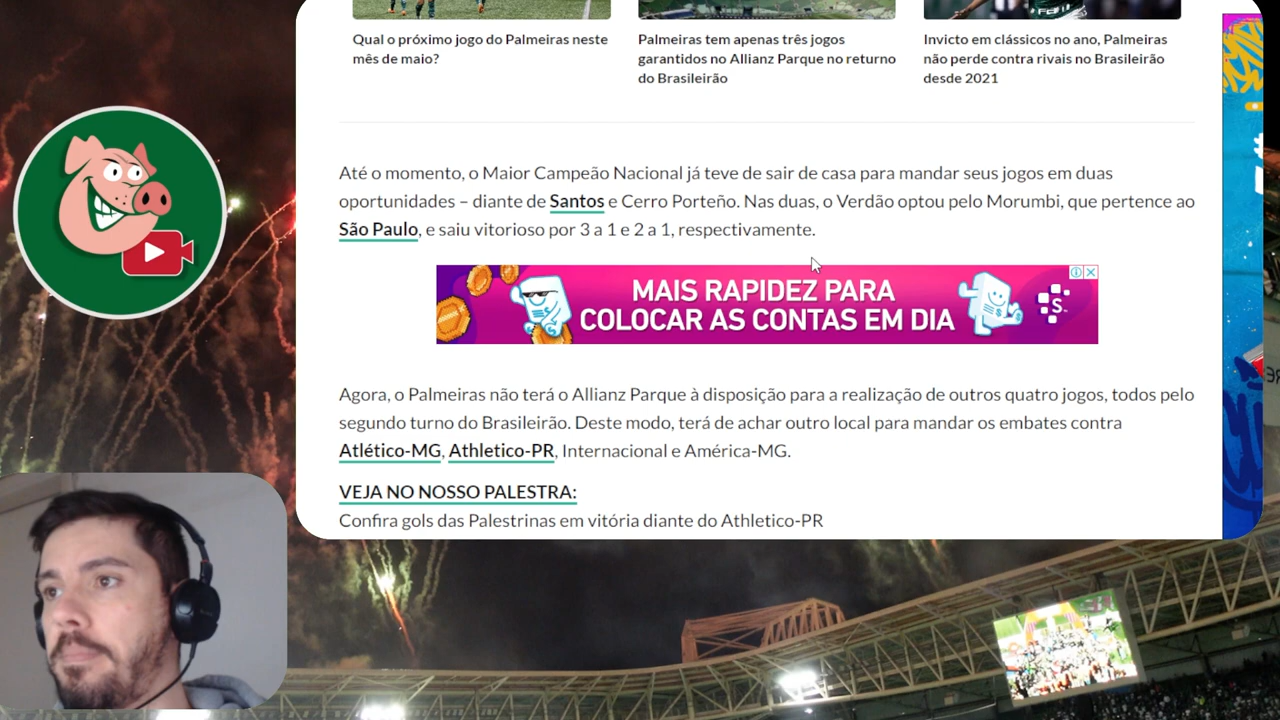 Qual o próximo jogo do Palmeiras neste
mês de maio?
Palmeiras tem apenas três jogos
garantidos no Allianz Parque no returno
do Brasileirão
Invicto em clássicos no ano, Palmeiras
não perde contra rivais no Brasileirão
desde 2021
Até o momento, o Maior Campeão Nacional já teve de sair de casa para mandar seus jogos em duas
oportunidades – diante de Santos e Cerro Porteño. Nas duas, o Verdão optou pelo Morumbi, que pertence ao
São Paulo, e saiu vitorioso por 3 a 1 e 2 a 1, respectivamente.
MAIS RAPIDEZ PARA
COLOCAR AS CONTAS EM DIA
S
Agora, o Palmeiras não terá o Allianz Parque à disposição para a realização de outros quatro jogos, todos pelo
segundo turno do Brasileirão. Deste modo, terá de achar outro local para mandar os embates contra
Atlético-MG, Athletico-PR, Internacional e América-MG.
VEJA NO NOSSO PALESTRA:
Confira gols das Palestrinas em vitória diante do Athletico-PR